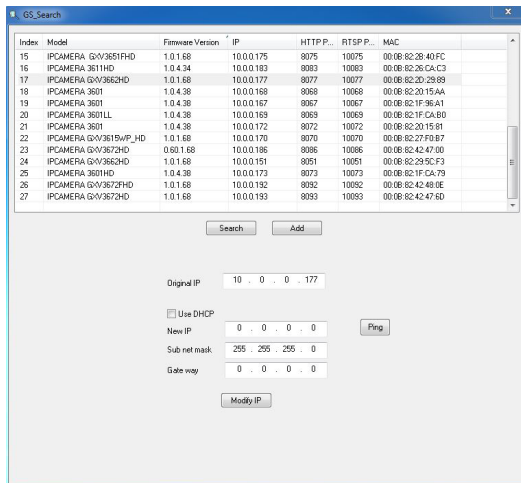 GS_Search
Index Model Firmware Version IP HTTP P... RTSP P... MAC
15 IPCAMERA GXV3651FHD 1.0.1.68 10.0.0.175 8075 10075 00:0B:82:2B:40:FC
16 IPCAMERA 3611HD 1.0.4.34 10.0.0.183 8083 10083 00:0B:82:26:CA:C3
17 IPCAMERA GXV3662HD 1.0.1.68 10.0.0.177 8077 10077 00:0B:82:2D:29:89
18 IPCAMERA 3601 1.0.4.38 10.0.0.168 8068 10068 00:0B:82:20:15:AA
19 IPCAMERA 3601 1.0.4.38 10.0.0.167 8067 10067 00:0B:82:1F:96:A1
20 IPCAMERA 3601LL 1.0.4.38 10.0.0.169 8069 10069 00:0B:82:1F:CA:B0
21 IPCAMERA 3601 1.0.4.38 10.0.0.172 8072 10072 00:0B:82:20:15:81
22 IPCAMERA GXV3615WP_HD 1.0.1.68 10.0.0.170 8070 10070 00:0B:82:27:F0:B7
23 IPCAMERA GXV3672HD 0.60.1.68 10.0.0.186 8086 10086 00:0B:82:42:47:00
24 IPCAMERA GXV3662HD 1.0.1.68 10.0.0.151 8051 10051 00:0B:82:29:5C:F3
25 IPCAMERA 3601HD 1.0.4.38 10.0.0.173 8073 10073 00:0B:82:1F:CA:79
26 IPCAMERA GXV3672FHD 1.0.1.68 10.0.0.192 8092 10092 00:0B:82:42:48:0E
27 IPCAMERA GXV3672HD 1.0.1.68 10.0.0.193 8093 10093 00:0B:82:42:47:6D
Search Add
Original IP 10 . 0 . 0 . 177
Use DHCP
New IP 0 . 0 . 0 . 0 Ping
Sub net mask 255 . 255 . 255 . 0
Gate way 0 . 0 . 0 . 0
Modify IP